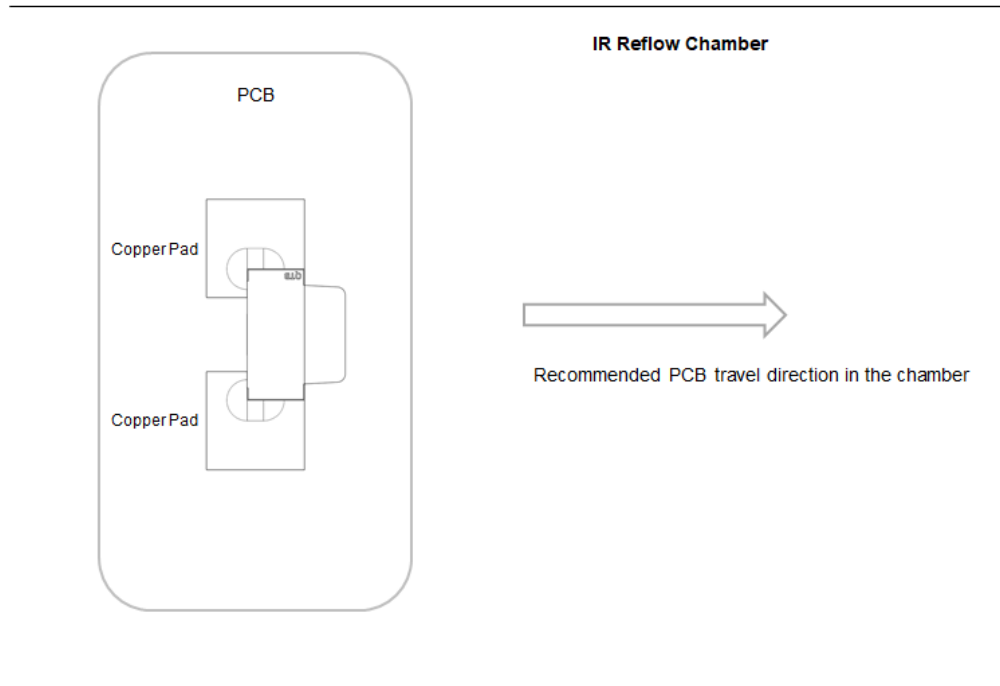 IR Reflow Chamber
PCB
Copper Pad
Recommended PCB travel direction in the chamber
Copper Pad